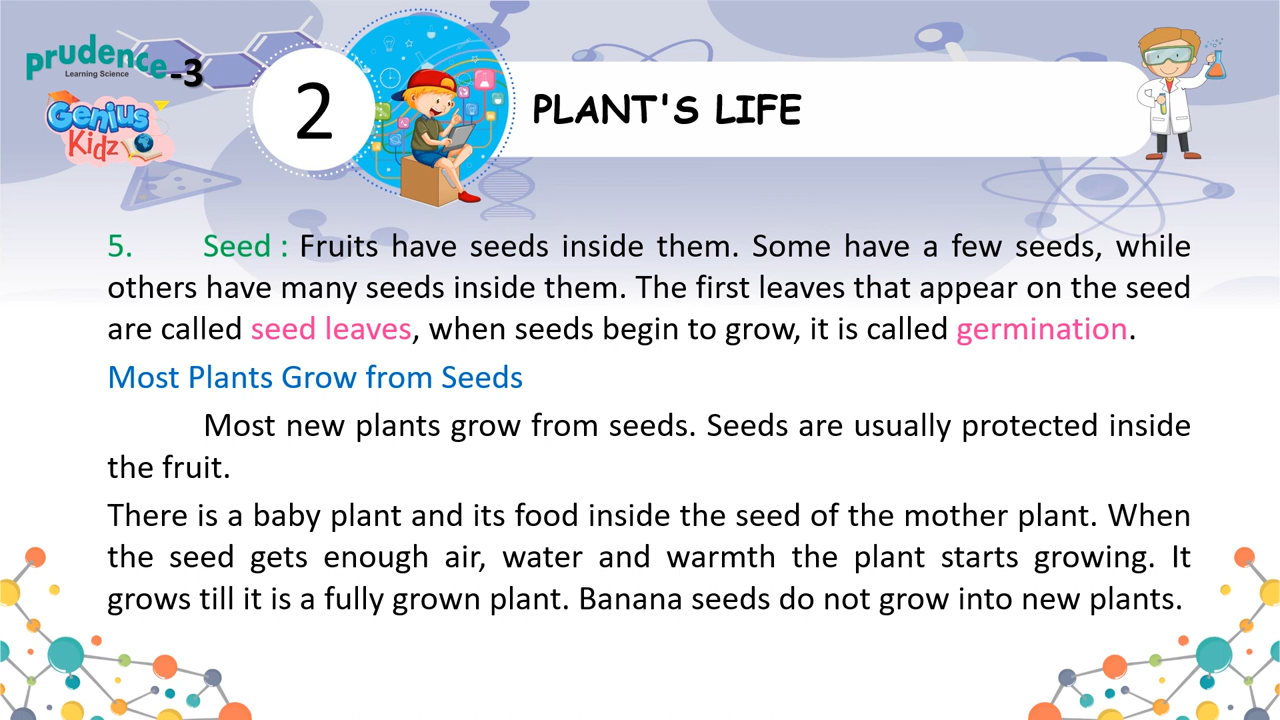 prudence
Learning Science
-3
Genius
Kidz
2
PLANT'S LIFE
5. Seed : Fruits have seeds inside them. Some have a few seeds, while
others have many seeds inside them. The first leaves that appear on the seed
are called seed leaves, when seeds begin to grow, it is called germination.
Most Plants Grow from Seeds
Most new plants grow from seeds. Seeds are usually protected inside
the fruit.
There is a baby plant and its food inside the seed of the mother plant. When
the seed gets enough air, water and warmth the plant starts growing. It
grows till it is a fully grown plant. Banana seeds do not grow into new plants.